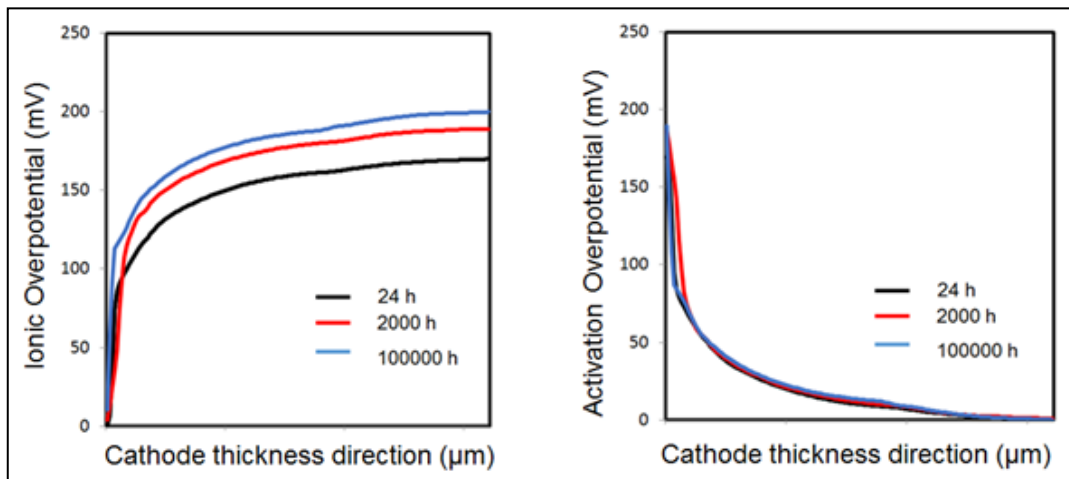 Ionic Overpotential (mV)
250
200
150
100
50
0
24 h
2000 h
100000 h
Cathode thickness direction (µm)
Activation Overpotential (mV)
250
200
150
100
50
0
24 h
2000 h
100000 h
Cathode thickness direction (µm)